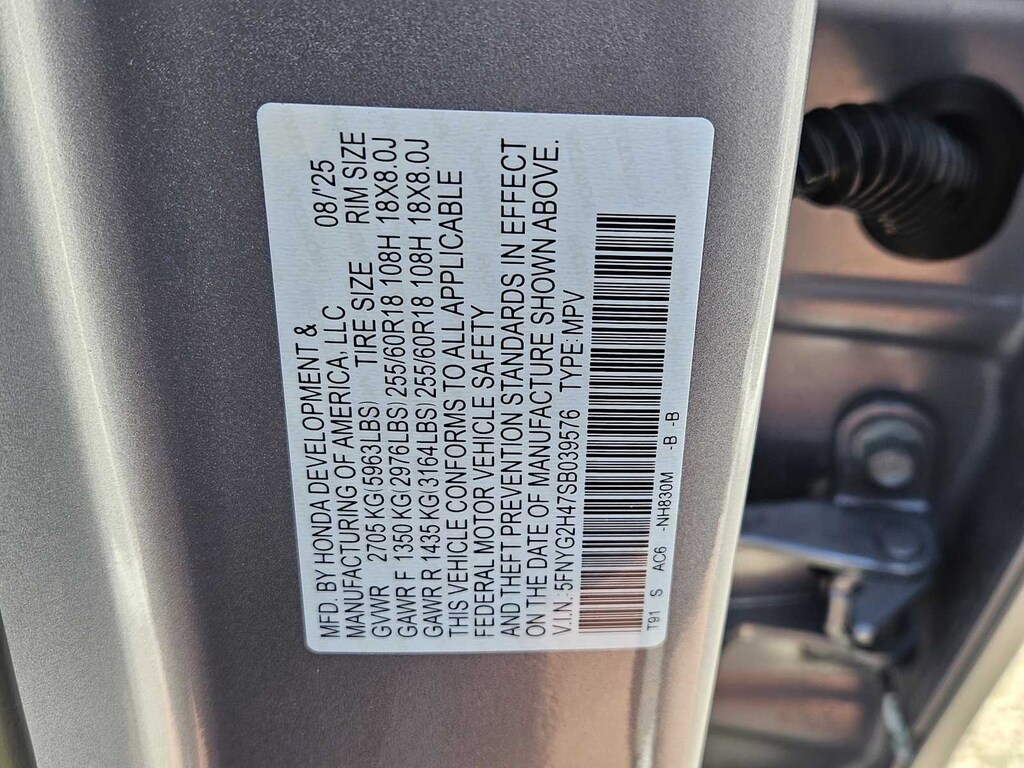 MFD. BY HONDA DEVELOPMENT &
MANUFACTURING OF AMERICA, LLC 08/'25
GVWR 2705 KG(5963LBS) TIRE SIZE RIM SIZE
GAWR F 1350 KG(2976LBS) 255/60R18 108H 18X8.0J
GAWR R 1435 KG(3164LBS) 255/60R18 108H 18X8.0J
THIS VEHICLE CONFORMS TO ALL APPLICABLE
FEDERAL MOTOR VEHICLE SAFETY
AND THEFT PREVENTION STANDARDS IN EFFECT
ON THE DATE OF MANUFACTURE SHOWN ABOVE.
V.I.N.:5FNYG2H47SB039576 TYPE:MPV
T91 S AC6 -NH830M -B -B